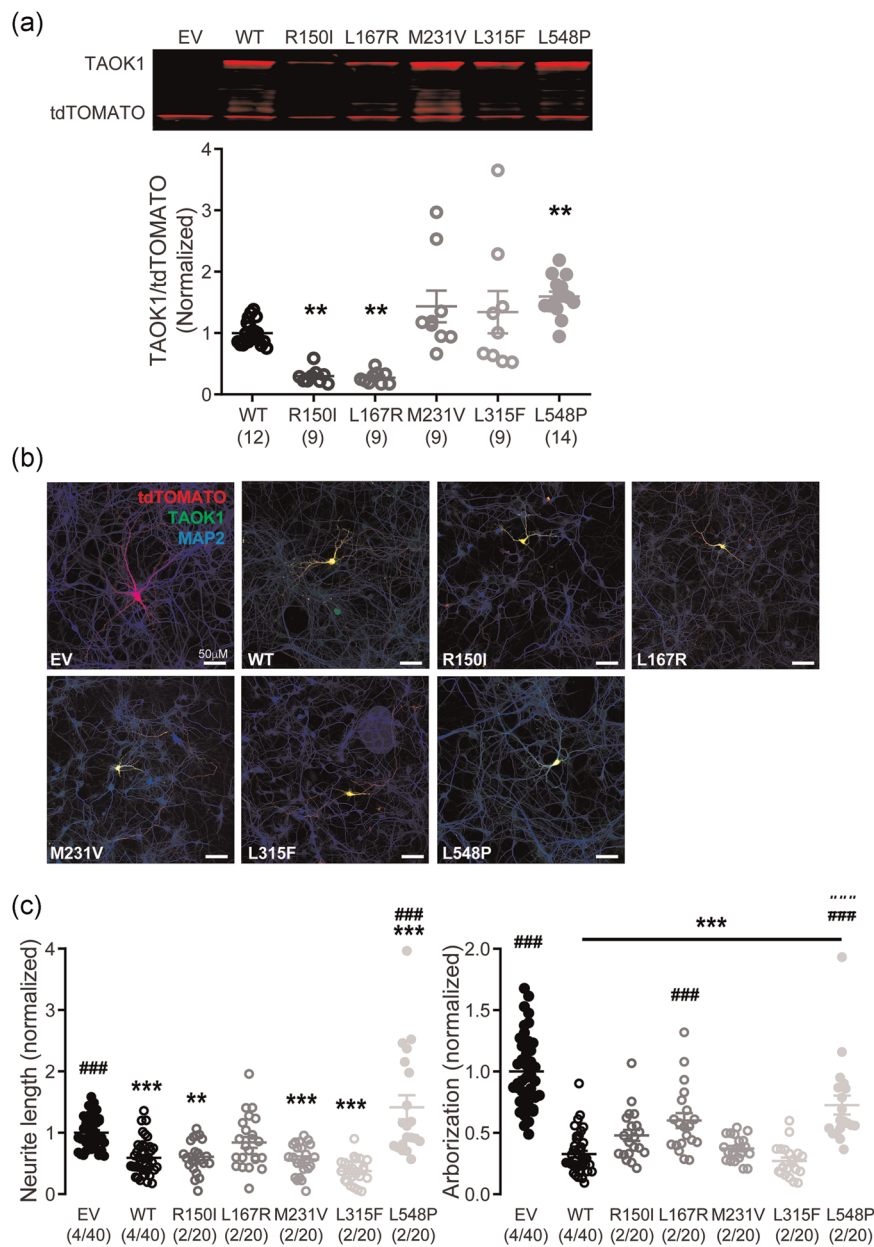 (a)
EV WT R150I L167R M231V L315F L548P
TAOK1
tdTOMATO
TAOK1/tdTOMATO
(Normalized)
4
3
2
1
0
** ** **
WT R150I L167R M231V L315F L548P
(12) (9) (9) (9) (9) (14)
(b)
tdTOMATO
TAOK1
MAP2
50µM
EV WT R150I L167R
M231V L315F L548P
(c)
Neurite length (normalized)
4
3
2
1
0
### *** ** *** ***
###
***
EV WT R150I L167R M231V L315F L548P
(4/40) (4/40) (2/20) (2/20) (2/20) (2/20) (2/20)
Arborization (normalized)
2.0
1.5
1.0
0.5
0.0
###
***
###
###
EV WT R150I L167R M231V L315F L548P
(4/40) (4/40) (2/20) (2/20) (2/20) (2/20) (2/20)